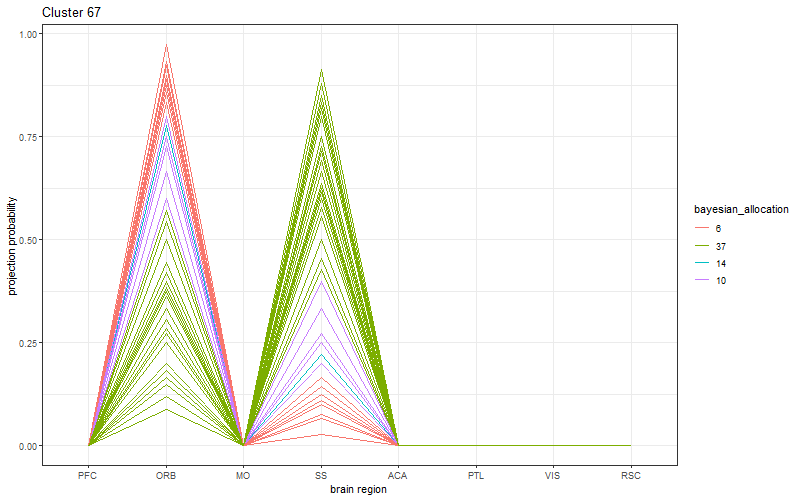 Cluster 67
1.00
0.75
0.50
0.25
0.00
projection probability
PFC ORB MO SS ACA PTL VIS RSC
brain region
bayesian_allocation
6
37
14
10